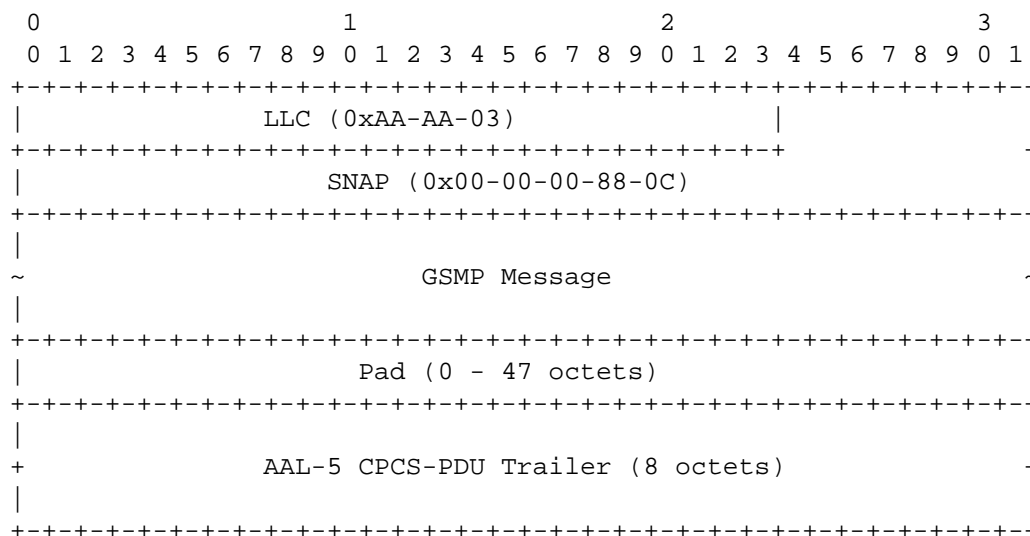 0                   1                   2                   3
 0 1 2 3 4 5 6 7 8 9 0 1 2 3 4 5 6 7 8 9 0 1 2 3 4 5 6 7 8 9 0 1
+-+-+-+-+-+-+-+-+-+-+-+-+-+-+-+-+-+-+-+-+-+-+-+-+-+-+-+-+-+-+-+--
|               LLC (0xAA-AA-03)                |
+-+-+-+-+-+-+-+-+-+-+-+-+-+-+-+-+-+-+-+-+-+-+-+-+               -
|                   SNAP (0x00-00-00-88-0C)
+-+-+-+-+-+-+-+-+-+-+-+-+-+-+-+-+-+-+-+-+-+-+-+-+-+-+-+-+-+-+-+--
|
~                         GSMP Message                          ~
|
+-+-+-+-+-+-+-+-+-+-+-+-+-+-+-+-+-+-+-+-+-+-+-+-+-+-+-+-+-+-+-+--
|                     Pad (0 - 47 octets)
+-+-+-+-+-+-+-+-+-+-+-+-+-+-+-+-+-+-+-+-+-+-+-+-+-+-+-+-+-+-+-+--
|
+               AAL-5 CPCS-PDU Trailer (8 octets)               -
|
+-+-+-+-+-+-+-+-+-+-+-+-+-+-+-+-+-+-+-+-+-+-+-+-+-+-+-+-+-+-+-+--